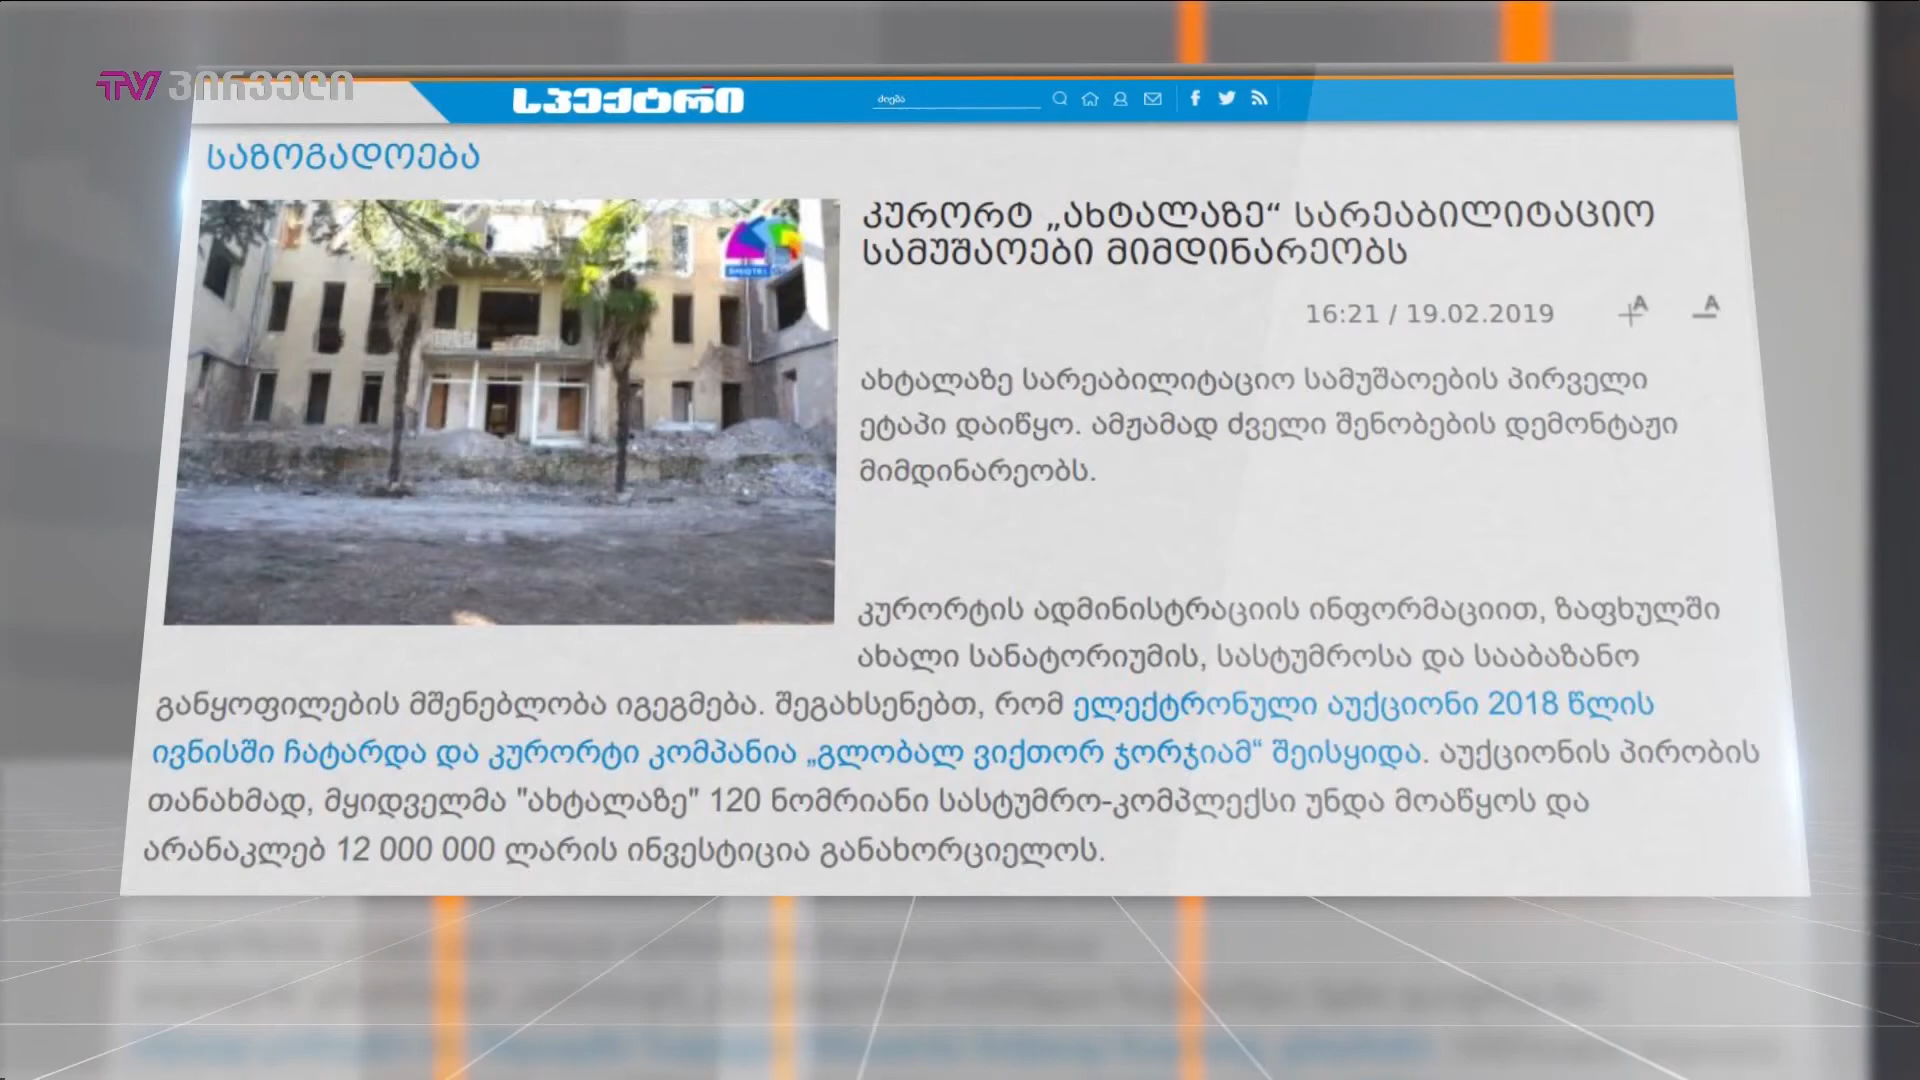 TV პირველი
სპექტრი
ძიება
საზოგადოება
კურორტ „ახტალაზე“ სარეაბილიტაციო
სამუშაოები მიმდინარეობს
16:21 / 19.02.2019
A
A
ახტალაზე სარეაბილიტაციო სამუშაოების პირველი
ეტაპი დაიწყო. ამჟამად ძველი შენობების დემონტაჟი
მიმდინარეობს.
კურორტის ადმინისტრაციის ინფორმაციით, ზაფხულში
ახალი სანატორიუმის, სასტუმროსა და სააბაზანო
განყოფილების მშენებლობა იგეგმება. შეგახსენებთ, რომ ელექტრონული აუქციონი 2018 წლის
ივნისში ჩატარდა და კურორტი კომპანია „გლობალ ვიქთორ ჯორჯიამ“ შეისყიდა. აუქციონის პირობის
თანახმად, მყიდველმა "ახტალაზე" 120 ნომრიანი სასტუმრო-კომპლექსი უნდა მოაწყოს და
არანაკლებ 12 000 000 ლარის ინვესტიცია განახორციელოს.